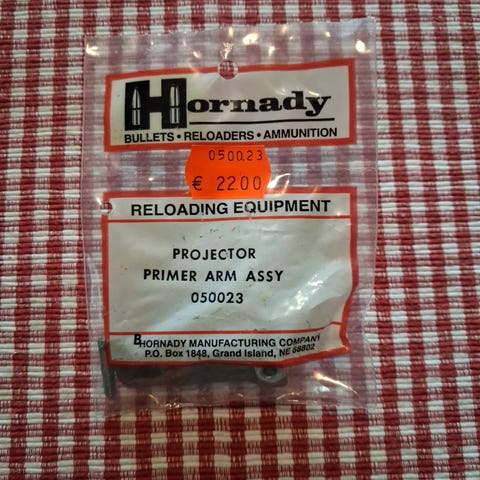 Hornady
BULLETS • RELOADERS • AMMUNITION
050023
€ 22.00
RELOADING EQUIPMENT
PROJECTOR
PRIMER ARM ASSY
050023
HORNADY MANUFACTURING COMPANY
P.O. Box 1848, Grand Island, NE 68802